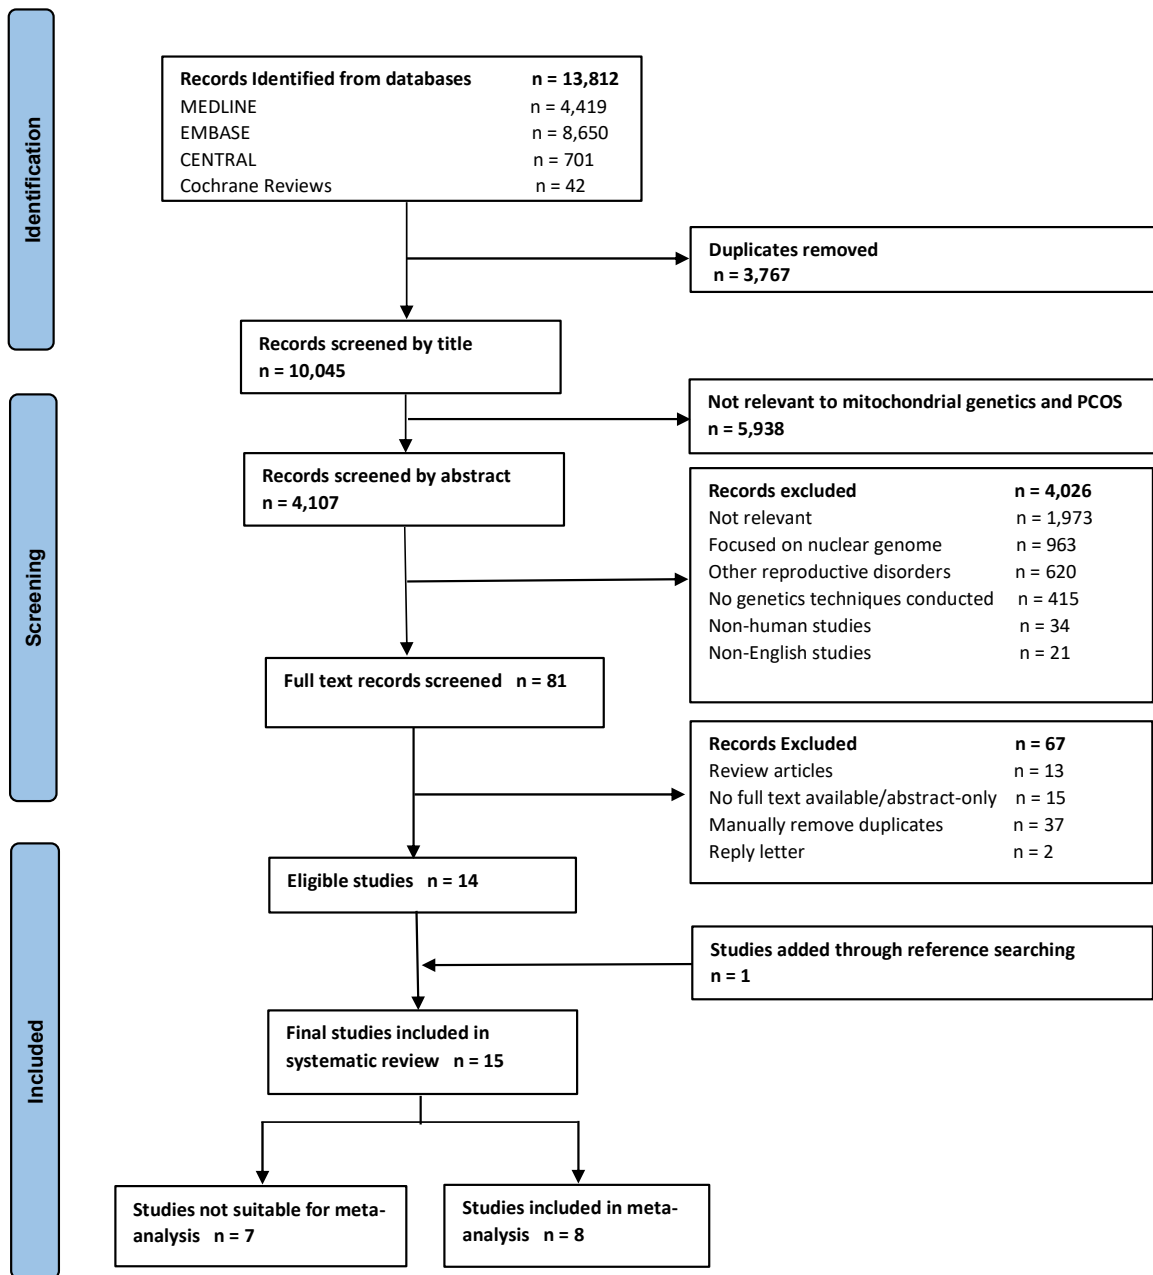 Identification
Records Identified from databases n = 13,812
MEDLINE n = 4,419
EMBASE n = 8,650
CENTRAL n = 701
Cochrane Reviews n = 42
Duplicates removed
n = 3,767
Records screened by title
n = 10,045
Screening
Not relevant to mitochondrial genetics and PCOS
n = 5,938
Records screened by abstract
n = 4,107
Records excluded n = 4,026
Not relevant n = 1,973
Focused on nuclear genome n = 963
Other reproductive disorders n = 620
No genetics techniques conducted n = 415
Non-human studies n = 34
Non-English studies n = 21
Full text records screened n = 81
Records Excluded n = 67
Review articles n = 13
No full text available/abstract-only n = 15
Manually remove duplicates n = 37
Reply letter n = 2
Included
Eligible studies n = 14
Studies added through reference searching
n = 1
Final studies included in
systematic review n = 15
Studies not suitable for meta-
analysis n = 7
Studies included in meta-
analysis n = 8